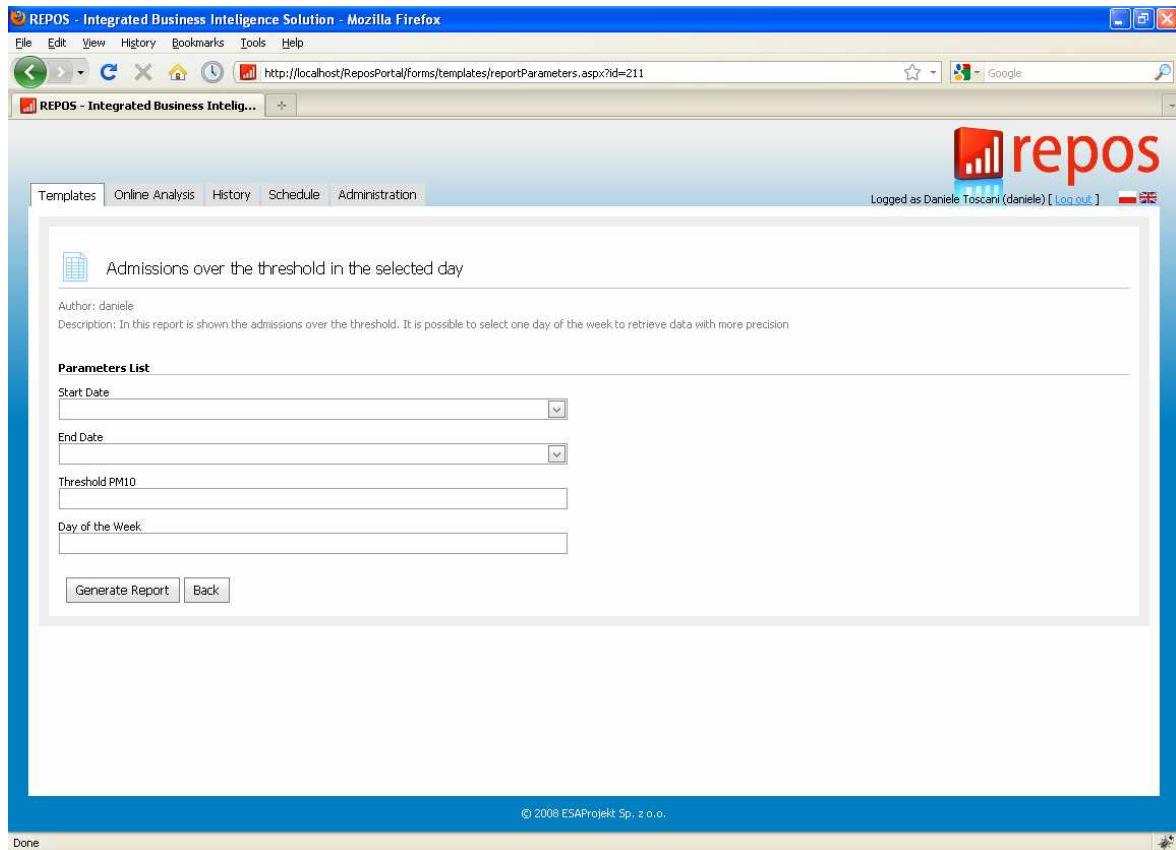 REPOS - Integrated Business Inteligence Solution - Mozilla Firefox
File Edit View History Bookmarks Tools Help
http://localhost/ReposPortal/forms/templates/reportParameters.aspx?id=211
Google
REPOS - Integrated Business Intelig...
repos
Templates Online Analysis History Schedule Administration
Logged as Daniele Toscani (daniele) [ Log out ]
Admissions over the threshold in the selected day
Author: daniele
Description: In this report is shown the admissions over the threshold. It is possible to select one day of the week to retrieve data with more precision
Parameters List
Start Date
End Date
Threshold PM10
Day of the Week
Generate Report Back
© 2008 ESAProjekt Sp. z o.o.
Done